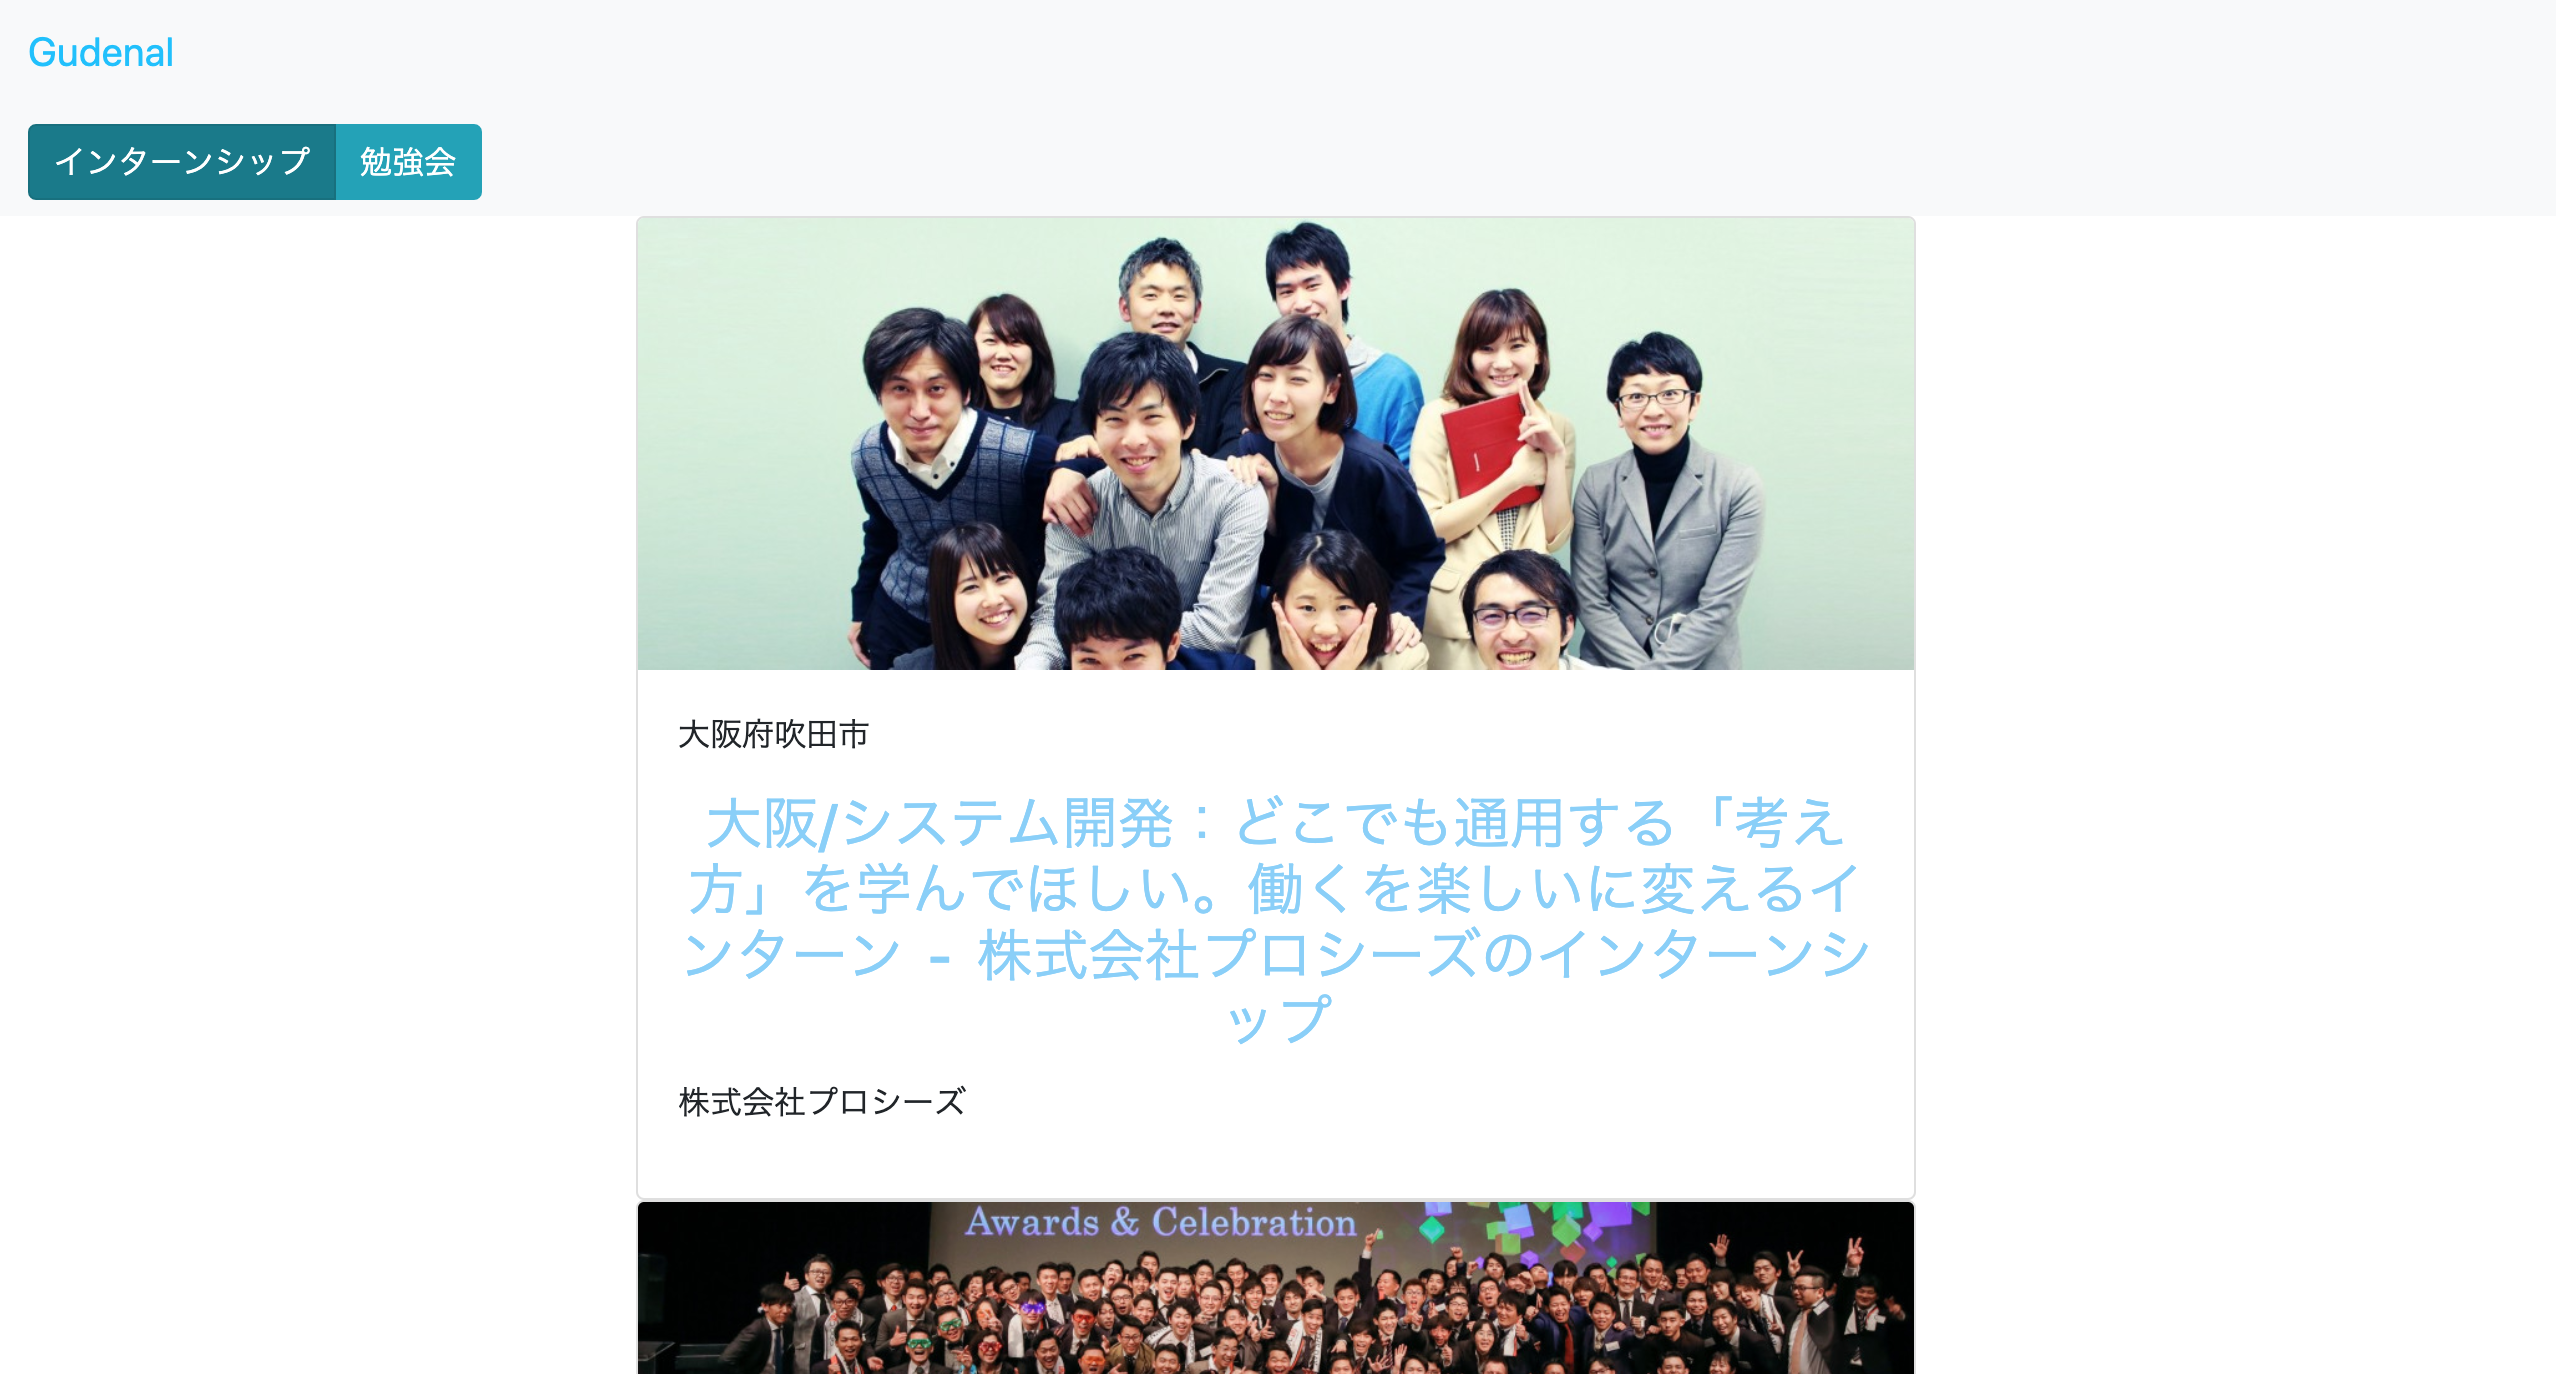 Gudenal
インターンシップ 勉強会
大阪府吹田市
大阪/システム開発：どこでも通用する「考え
方」を学んでほしい。働くを楽しいに変えるイ
ンターン - 株式会社プロシーズのインターンシ
ップ
株式会社プロシーズ
Awards & Celebration